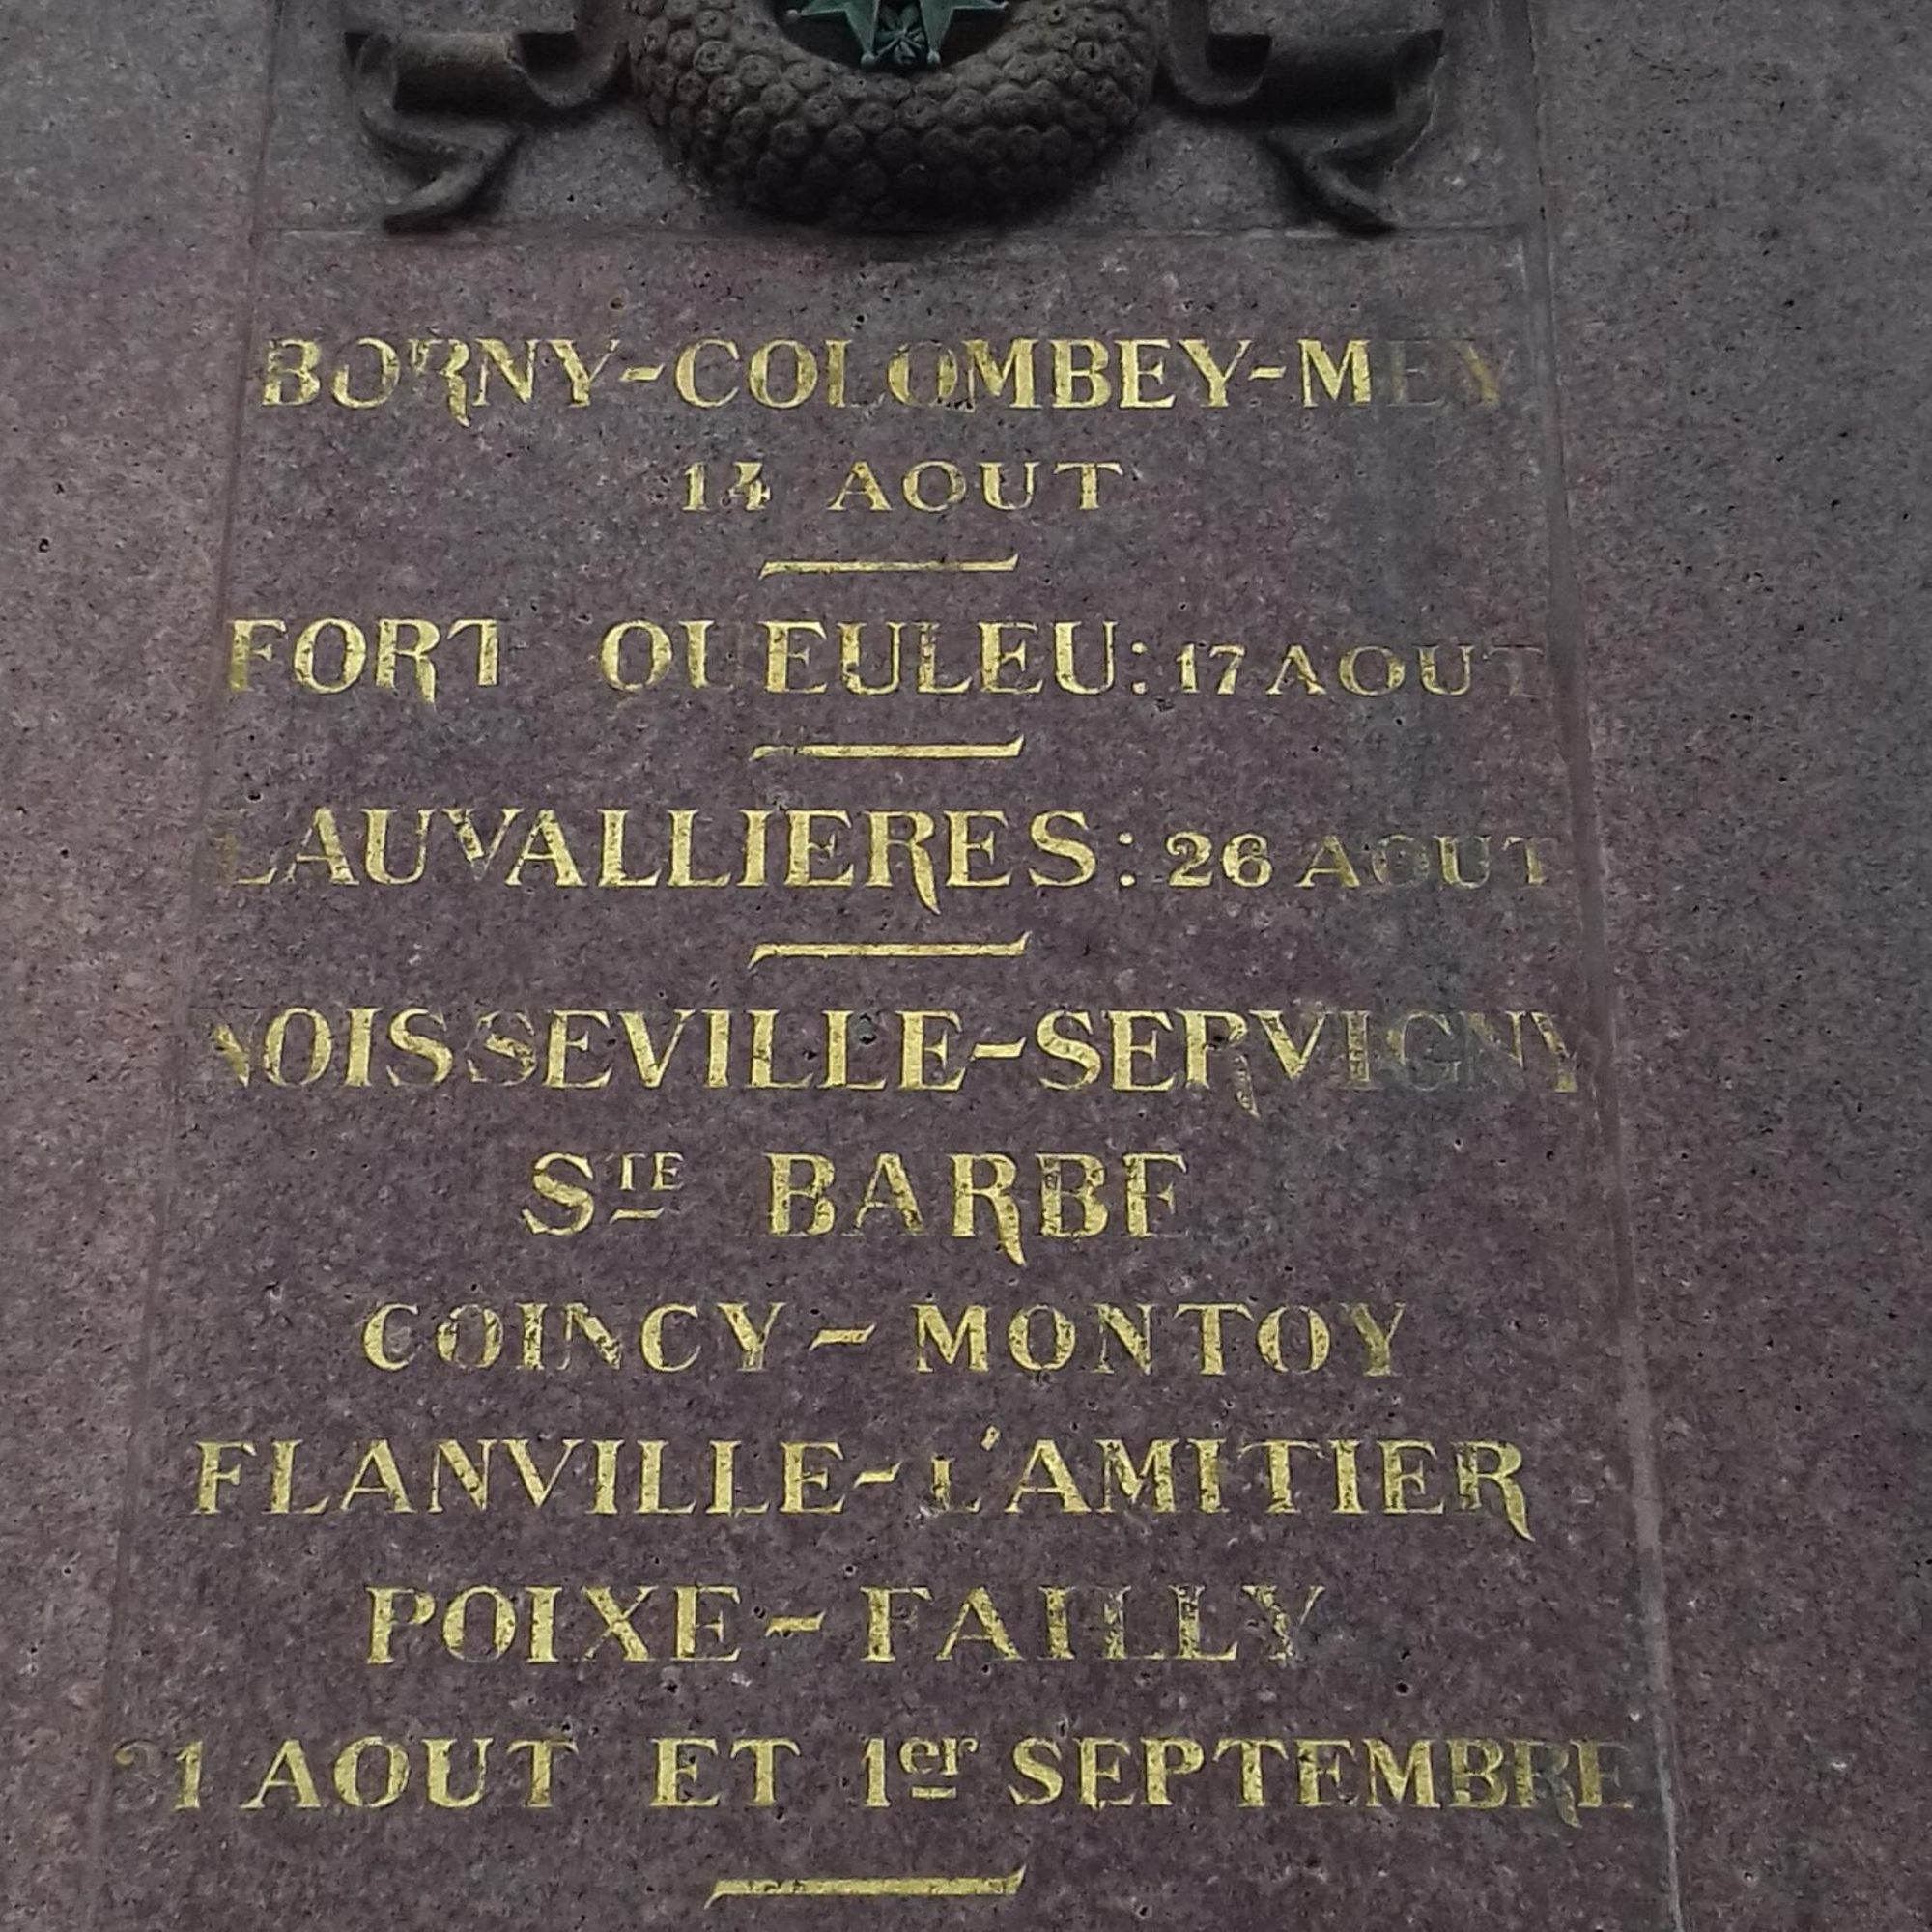 BORNY-COLOMBEY-MEY
14 AOUT
FORT QUEULEU: 17 AOUT
LAUVALLIERES: 26 AOUT
NOISSEVILLE-SERVIGNY
STE BARBE
COINCY-MONTOY
FLANVILLE-L'AMITIER
POIXE-FAILLY
31 AOUT ET 1er SEPTEMBRE